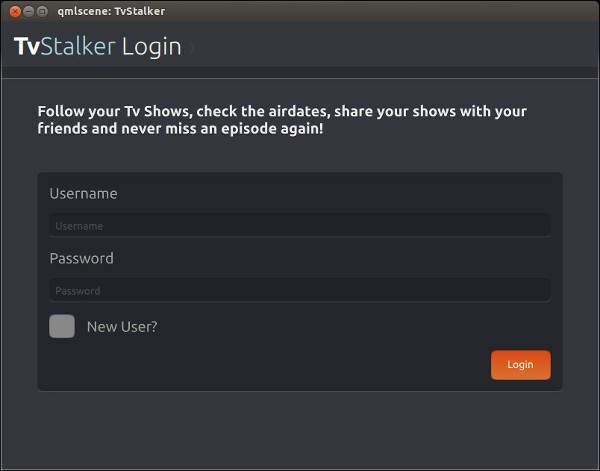 qmlscene: TvStalker
TvStalker Login
Follow your Tv Shows, check the airdates, share your shows with your
friends and never miss an episode again!
Username
Username
Password
Password
New User?
Login